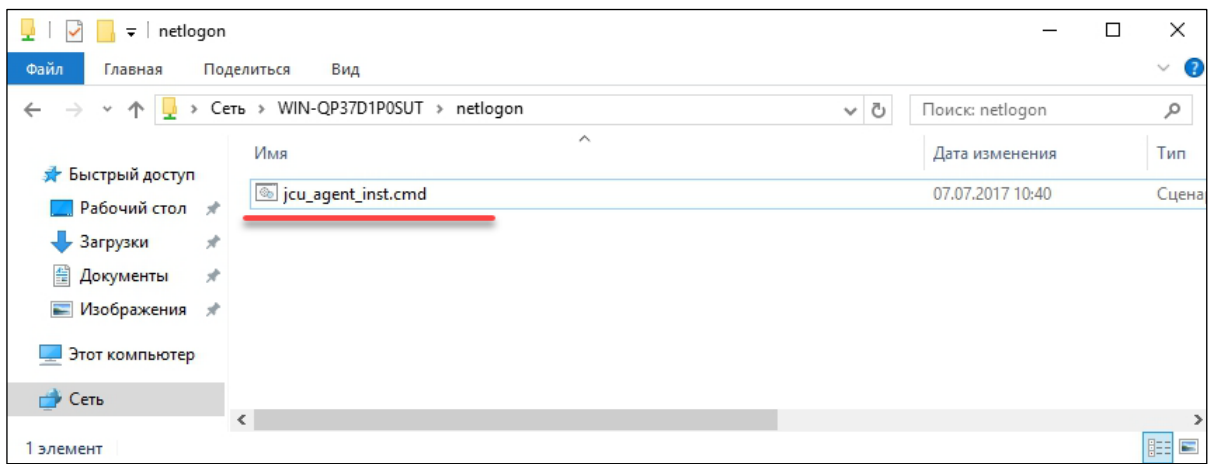 netlogon
Файл Главная Поделиться Вид
Сеть > WIN-QP37D1P0SUT > netlogon Поиск: netlogon
Имя Дата изменения Тип
Быстрый доступ
jcu_agent_inst.cmd 07.07.2017 10:40 Сцена
Рабочий стол
Загрузки
Документы
Изображения
Этот компьютер
Сеть
1 элемент